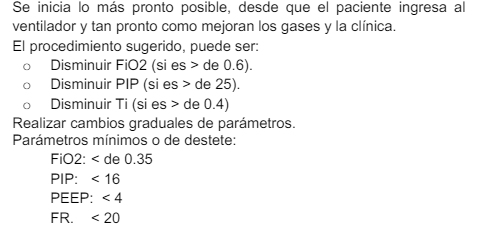 Se inicia lo más pronto posible, desde que el paciente ingresa al
ventilador y tan pronto como mejoran los gases y la clínica.
El procedimiento sugerido, puede ser:
o Disminuir FiO2 (si es > de 0.6).
o Disminuir PIP (si es > de 25).
o Disminuir Ti (si es > de 0.4)
Realizar cambios graduales de parámetros.
Parámetros mínimos o de destete:
FiO2: < de 0.35
PIP: < 16
PEEP: < 4
FR. < 20